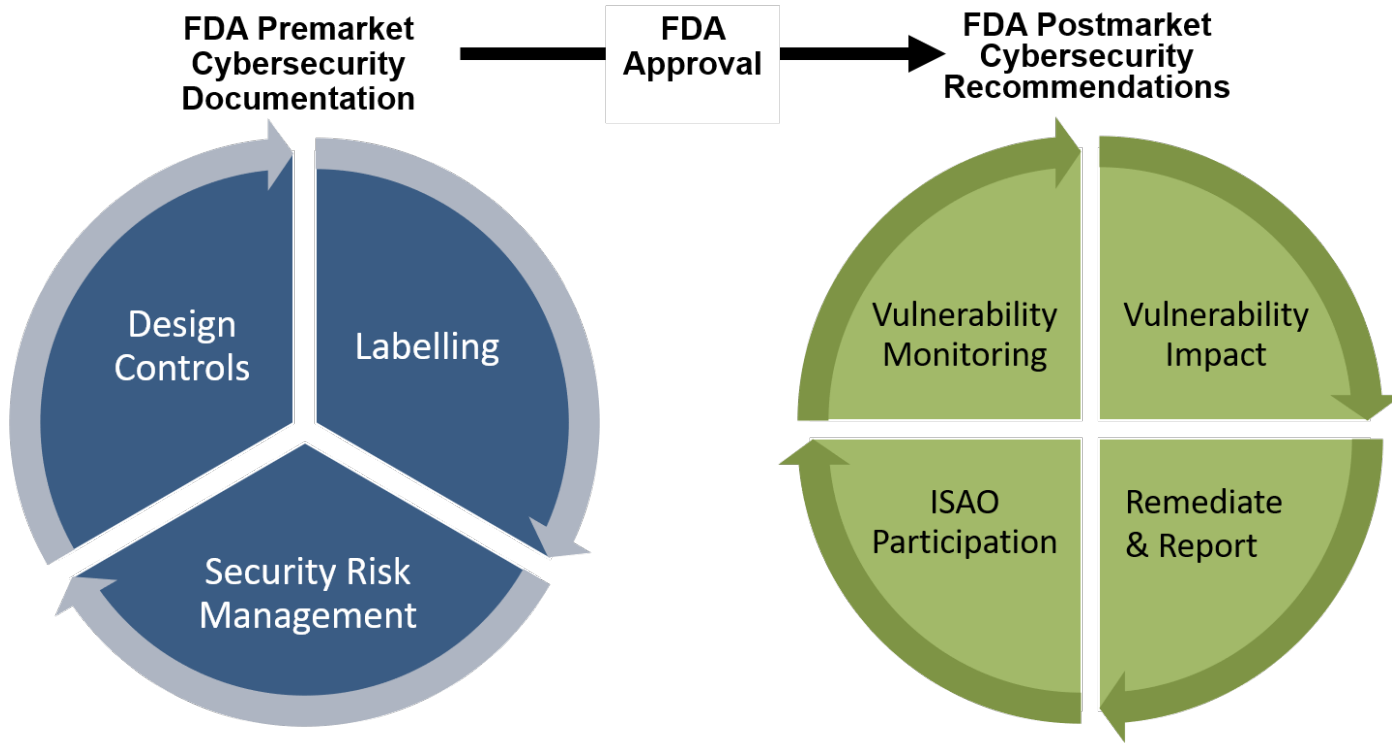 FDA Premarket
Cybersecurity
Documentation
FDA
Approval
FDA Postmarket
Cybersecurity
Recommendations
Design
Controls
Labelling
Security Risk
Management
Vulnerability
Monitoring
Vulnerability
Impact
ISAO
Participation
Remediate
& Report